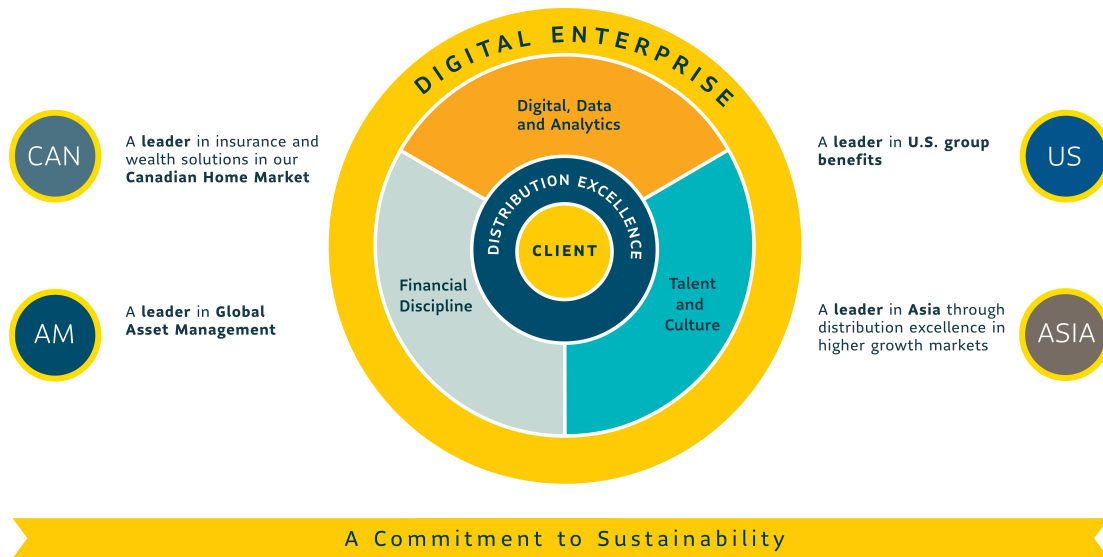 DIGITAL ENTERPRISE
Digital, Data
and Analytics
DISTRIBUTION EXCELLENCE
CLIENT
Financial
Discipline
Talent
and
Culture
CAN
A leader in insurance and
wealth solutions in our
Canadian Home Market
AM
A leader in Global
Asset Management
A leader in U.S. group
benefits
US
A leader in Asia through
distribution excellence in
higher growth markets
ASIA
A Commitment to Sustainability